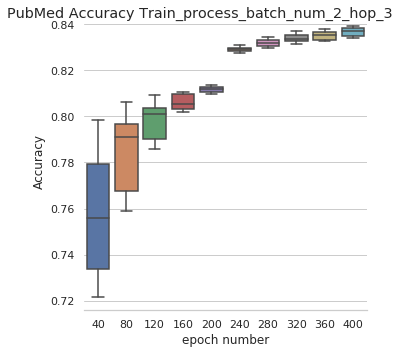 PubMed Accuracy Train_process_batch_num_2_hop_3
0.84
0.82
0.80
0.78
0.76
0.74
0.72
Accuracy
40 80 120 160 200 240 280 320 360 400
epoch number